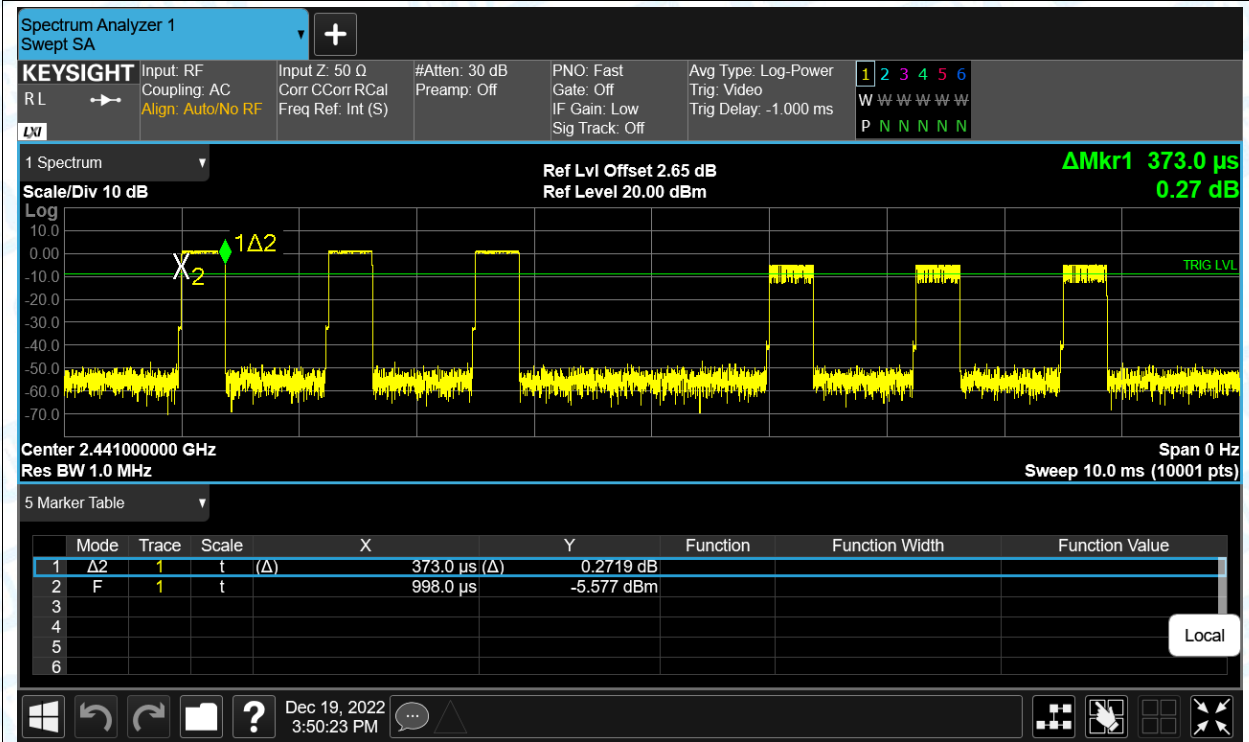 Spectrum Analyzer 1
Swept SA
KEYSIGHT
R L
LXI
Input: RF
Coupling: AC
Align: Auto/No RF
Input Z: 50 Ω
Corr CCorr RCal
Freq Ref: Int (S)
#Atten: 30 dB
Preamp: Off
PNO: Fast
Gate: Off
IF Gain: Low
Sig Track: Off
Avg Type: Log-Power
Trig: Video
Trig Delay: -1.000 ms
1 2 3 4 5 6
W W W W W W
P N N N N N
1 Spectrum
Scale/Div 10 dB
Ref Lvl Offset 2.65 dB
Ref Level 20.00 dBm
ΔMkr1 373.0 µs
0.27 dB
Log
10.0
0.00
-10.0
-20.0
-30.0
-40.0
-50.0
-60.0
-70.0
1Δ2
2
TRIG LVL
Center 2.441000000 GHz
Res BW 1.0 MHz
Span 0 Hz
Sweep 10.0 ms (10001 pts)
5 Marker Table
Mode Trace Scale X Y Function Function Width Function Value
1 Δ2 1 t (Δ) 373.0 µs (Δ) 0.2719 dB
2 F 1 t 998.0 µs -5.577 dBm
3
4
5
6
Local
?
Dec 19, 2022
3:50:23 PM